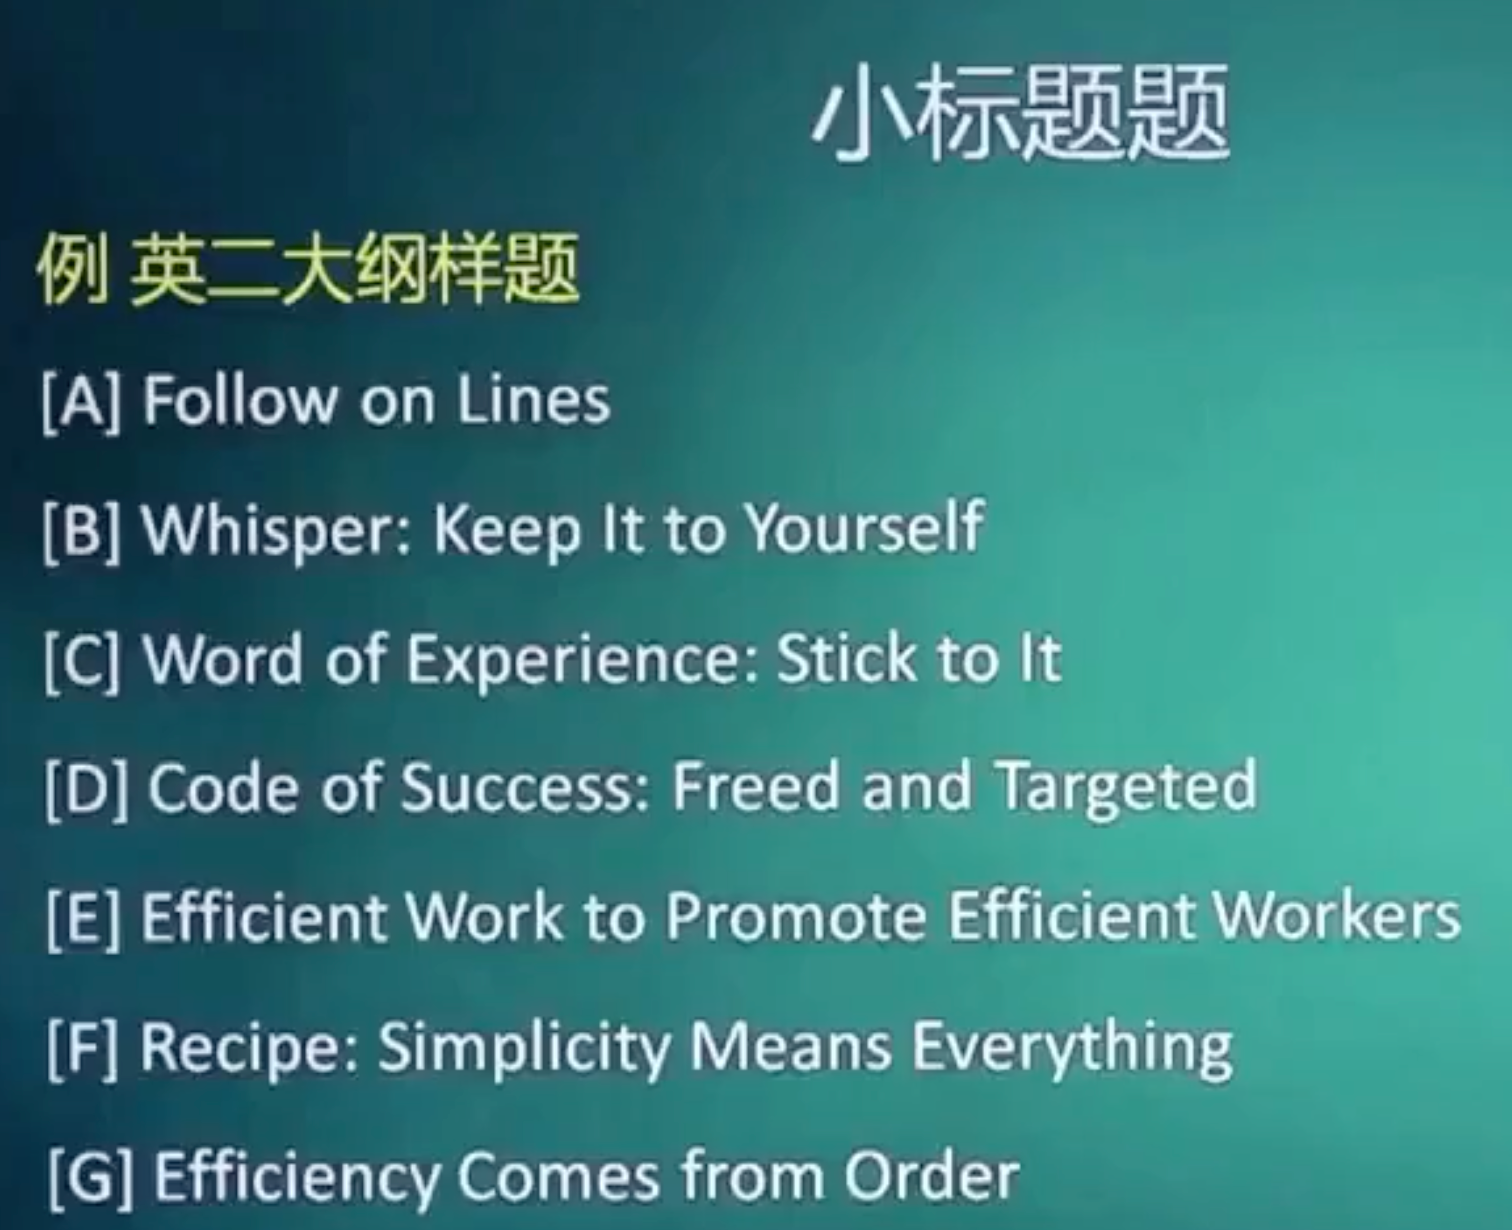 小标题题
例 英二大纲样题
[A] Follow on Lines
[B] Whisper: Keep It to Yourself
[C] Word of Experience: Stick to It
[D] Code of Success: Freed and Targeted
[E] Efficient Work to Promote Efficient Workers
[F] Recipe: Simplicity Means Everything
[G] Efficiency Comes from Order